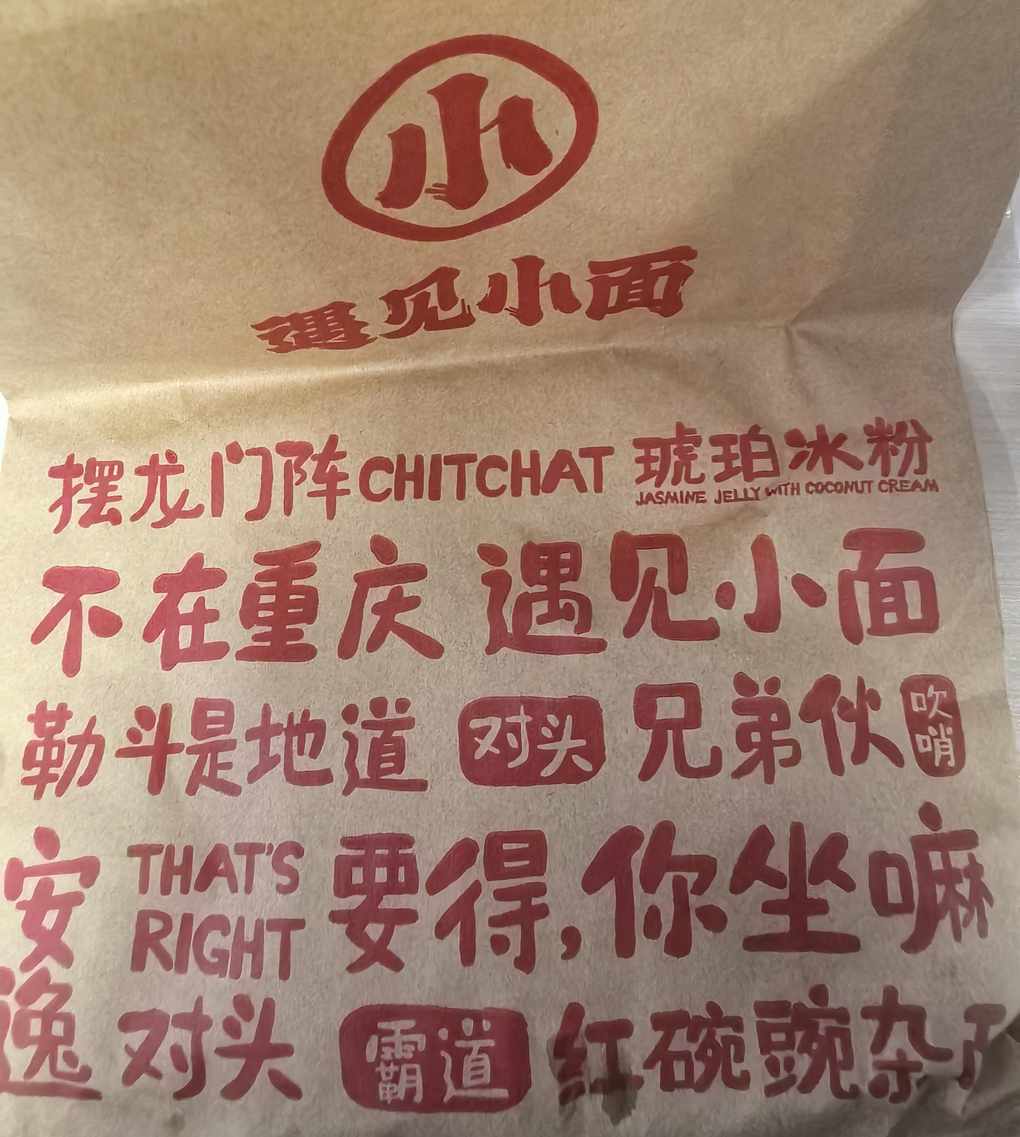 小
遇见小面
摆龙门阵 CHITCHAT 琥珀冰粉
JASMINE JELLY WITH COCONUT CREAM
不在重庆 遇见小面
勒斗是地道 对头 兄弟伙 吹哨
安逸 THAT'S RIGHT 要得,你坐嘛
对头 霸道 红碗豌杂